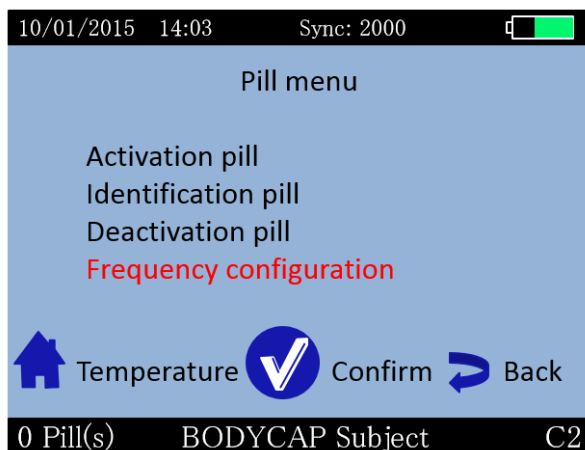 10/01/2015 14:03 Sync: 2000
Pill menu
Activation pill
Identification pill
Deactivation pill
Frequency configuration
Temperature Confirm Back
0 Pill(s) BODYCAP Subject C2